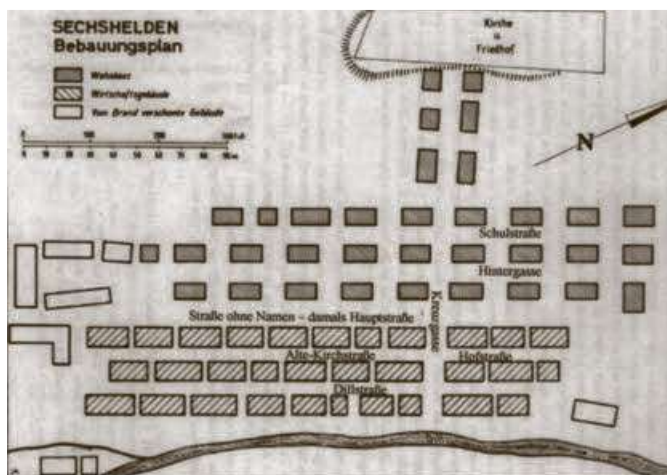 SECHSHELDEN
Bebauungsplan
Wohnhaus
Wirtschaftsgebäude
Vom Brand verschonte Gebäude
Kirche
u
Friedhof
N
Schulstraße
Hintergasse
Kreuzgasse
Straße ohne Namen – damals Hauptstraße
Alte-Kirchstraße
Hofstraße
Dillstraße